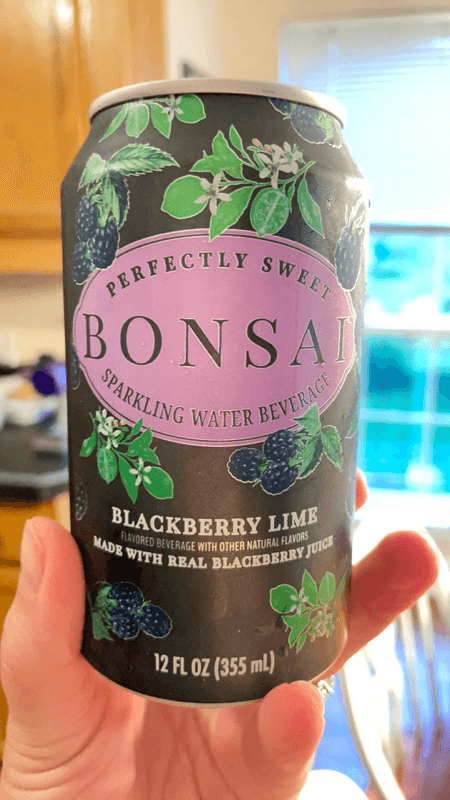 PERFECTLY SWEET
BONSAI
SPARKLING WATER BEVERAGE
BLACKBERRY LIME
FLAVORED BEVERAGE WITH OTHER NATURAL FLAVORS
MADE WITH REAL BLACKBERRY JUICE
12 FL OZ (355 mL)